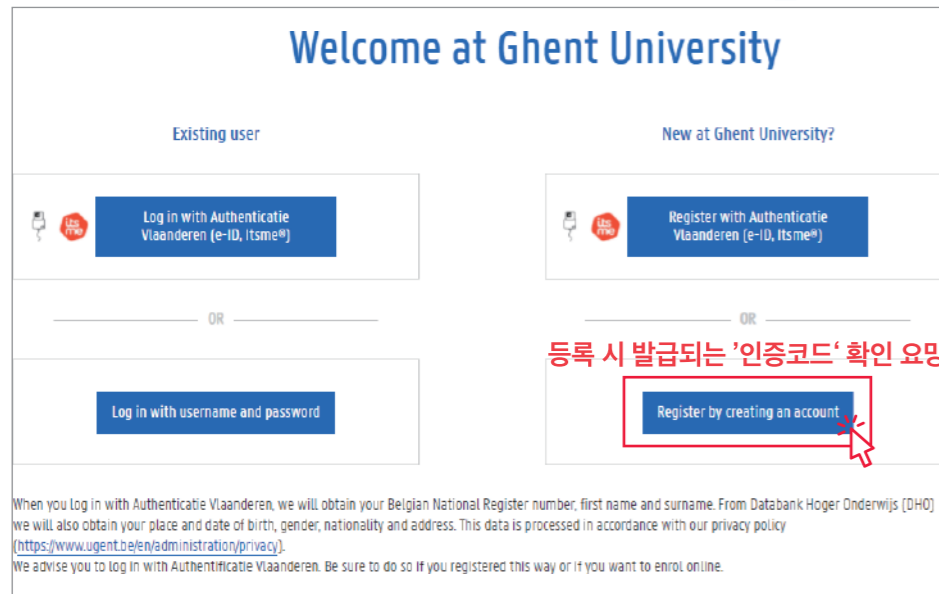 Welcome at Ghent University
Existing user
New at Ghent University?
its me
Log in with Authenticatie
Vlaanderen (e-ID, Itsme®)
its me
Register with Authenticatie
Vlaanderen (e-ID, Itsme®)
OR
OR
등록 시 발급되는 ’인증코드‘ 확인 요망
Log in with username and password
Register by creating an account
When you log in with Authenticatie Vlaanderen, we will obtain your Belgian National Register number, first name and surname. From Databank Hoger Onderwijs (DHO)
we will also obtain your place and date of birth, gender, nationality and address. This data is processed in accordance with our privacy policy
(https://www.ugent.be/en/administration/privacy).
We advise you to log in with Authentificatie Vlaanderen. Be sure to do so if you registered this way or if you want to enrol online.